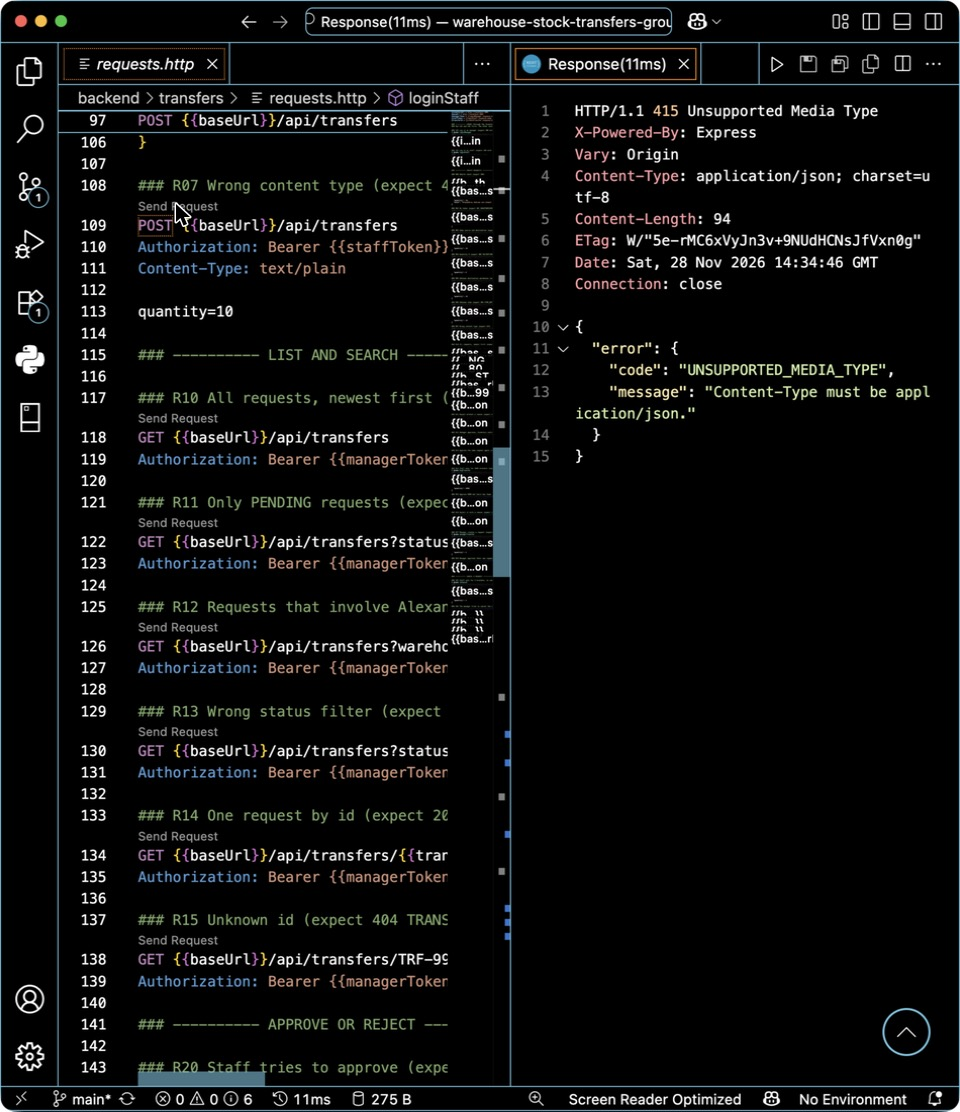 Response(11ms) — warehouse-stock-transfers-grou
requests.http
Response(11ms)
backend > transfers > requests.http > loginStaff
97 POST {{baseUrl}}/api/transfers
106 }
107
108 ### R07 Wrong content type (expect 4
Send Request
109 POST {{baseUrl}}/api/transfers
110 Authorization: Bearer {{staffToken}}
111 Content-Type: text/plain
112
113 quantity=10
114
115 ### ---------- LIST AND SEARCH -----
116
117 ### R10 All requests, newest first (
Send Request
118 GET {{baseUrl}}/api/transfers
119 Authorization: Bearer {{managerToken
120
121 ### R11 Only PENDING requests (expec
Send Request
122 GET {{baseUrl}}/api/transfers?status
123 Authorization: Bearer {{managerToken
124
125 ### R12 Requests that involve Alexan
Send Request
126 GET {{baseUrl}}/api/transfers?wareho
127 Authorization: Bearer {{managerToken
128
129 ### R13 Wrong status filter (expect
Send Request
130 GET {{baseUrl}}/api/transfers?status
131 Authorization: Bearer {{managerToken
132
133 ### R14 One request by id (expect 20
Send Request
134 GET {{baseUrl}}/api/transfers/{{tran
135 Authorization: Bearer {{managerToken
136
137 ### R15 Unknown id (expect 404 TRANS
Send Request
138 GET {{baseUrl}}/api/transfers/TRF-99
139 Authorization: Bearer {{managerToken
140
141 ### ---------- APPROVE OR REJECT ---
142
143 ### R20 Staff tries to approve (expe
1 HTTP/1.1 415 Unsupported Media Type
2 X-Powered-By: Express
3 Vary: Origin
4 Content-Type: application/json; charset=u
tf-8
5 Content-Length: 94
6 ETag: W/"5e-rMC6xVyJn3v+9NUdHCNsJfVxn0g"
7 Date: Sat, 28 Nov 2026 14:34:46 GMT
8 Connection: close
9
10 {
11 "error": {
12 "code": "UNSUPPORTED_MEDIA_TYPE",
13 "message": "Content-Type must be appl
ication/json."
14 }
15 }
1
1
main* 0 0 6 11ms 275 B Screen Reader Optimized No Environment